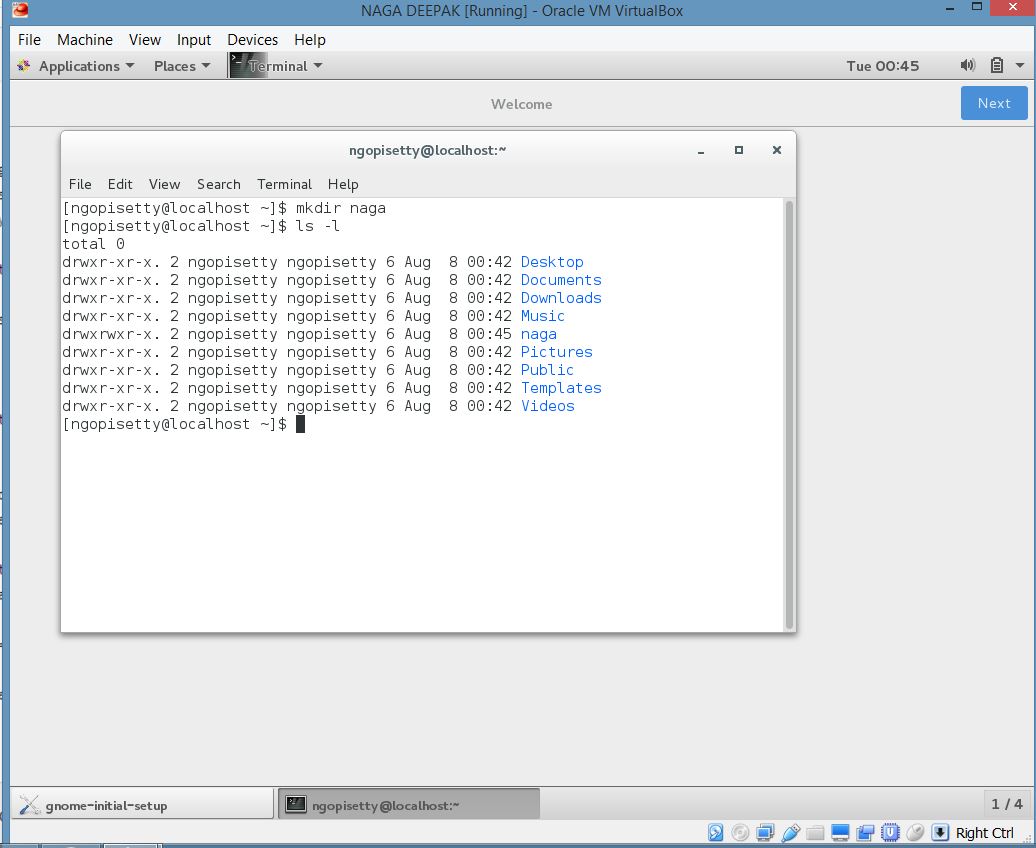 NAGA DEEPAK [Running] - Oracle VM VirtualBox
File Machine View Input Devices Help
Applications Places Terminal Tue 00:45
Welcome
Next
ngopisetty@localhost:~
File Edit View Search Terminal Help
[ngopisetty@localhost ~]$ mkdir naga
[ngopisetty@localhost ~]$ ls -l
total 0
drwxr-xr-x. 2 ngopisetty ngopisetty 6 Aug  8 00:42 Desktop
drwxr-xr-x. 2 ngopisetty ngopisetty 6 Aug  8 00:42 Documents
drwxr-xr-x. 2 ngopisetty ngopisetty 6 Aug  8 00:42 Downloads
drwxr-xr-x. 2 ngopisetty ngopisetty 6 Aug  8 00:42 Music
drwxrwxr-x. 2 ngopisetty ngopisetty 6 Aug  8 00:45 naga
drwxr-xr-x. 2 ngopisetty ngopisetty 6 Aug  8 00:42 Pictures
drwxr-xr-x. 2 ngopisetty ngopisetty 6 Aug  8 00:42 Public
drwxr-xr-x. 2 ngopisetty ngopisetty 6 Aug  8 00:42 Templates
drwxr-xr-x. 2 ngopisetty ngopisetty 6 Aug  8 00:42 Videos
[ngopisetty@localhost ~]$
gnome-initial-setup ngopisetty@localhost:~ 1 / 4
Right Ctrl